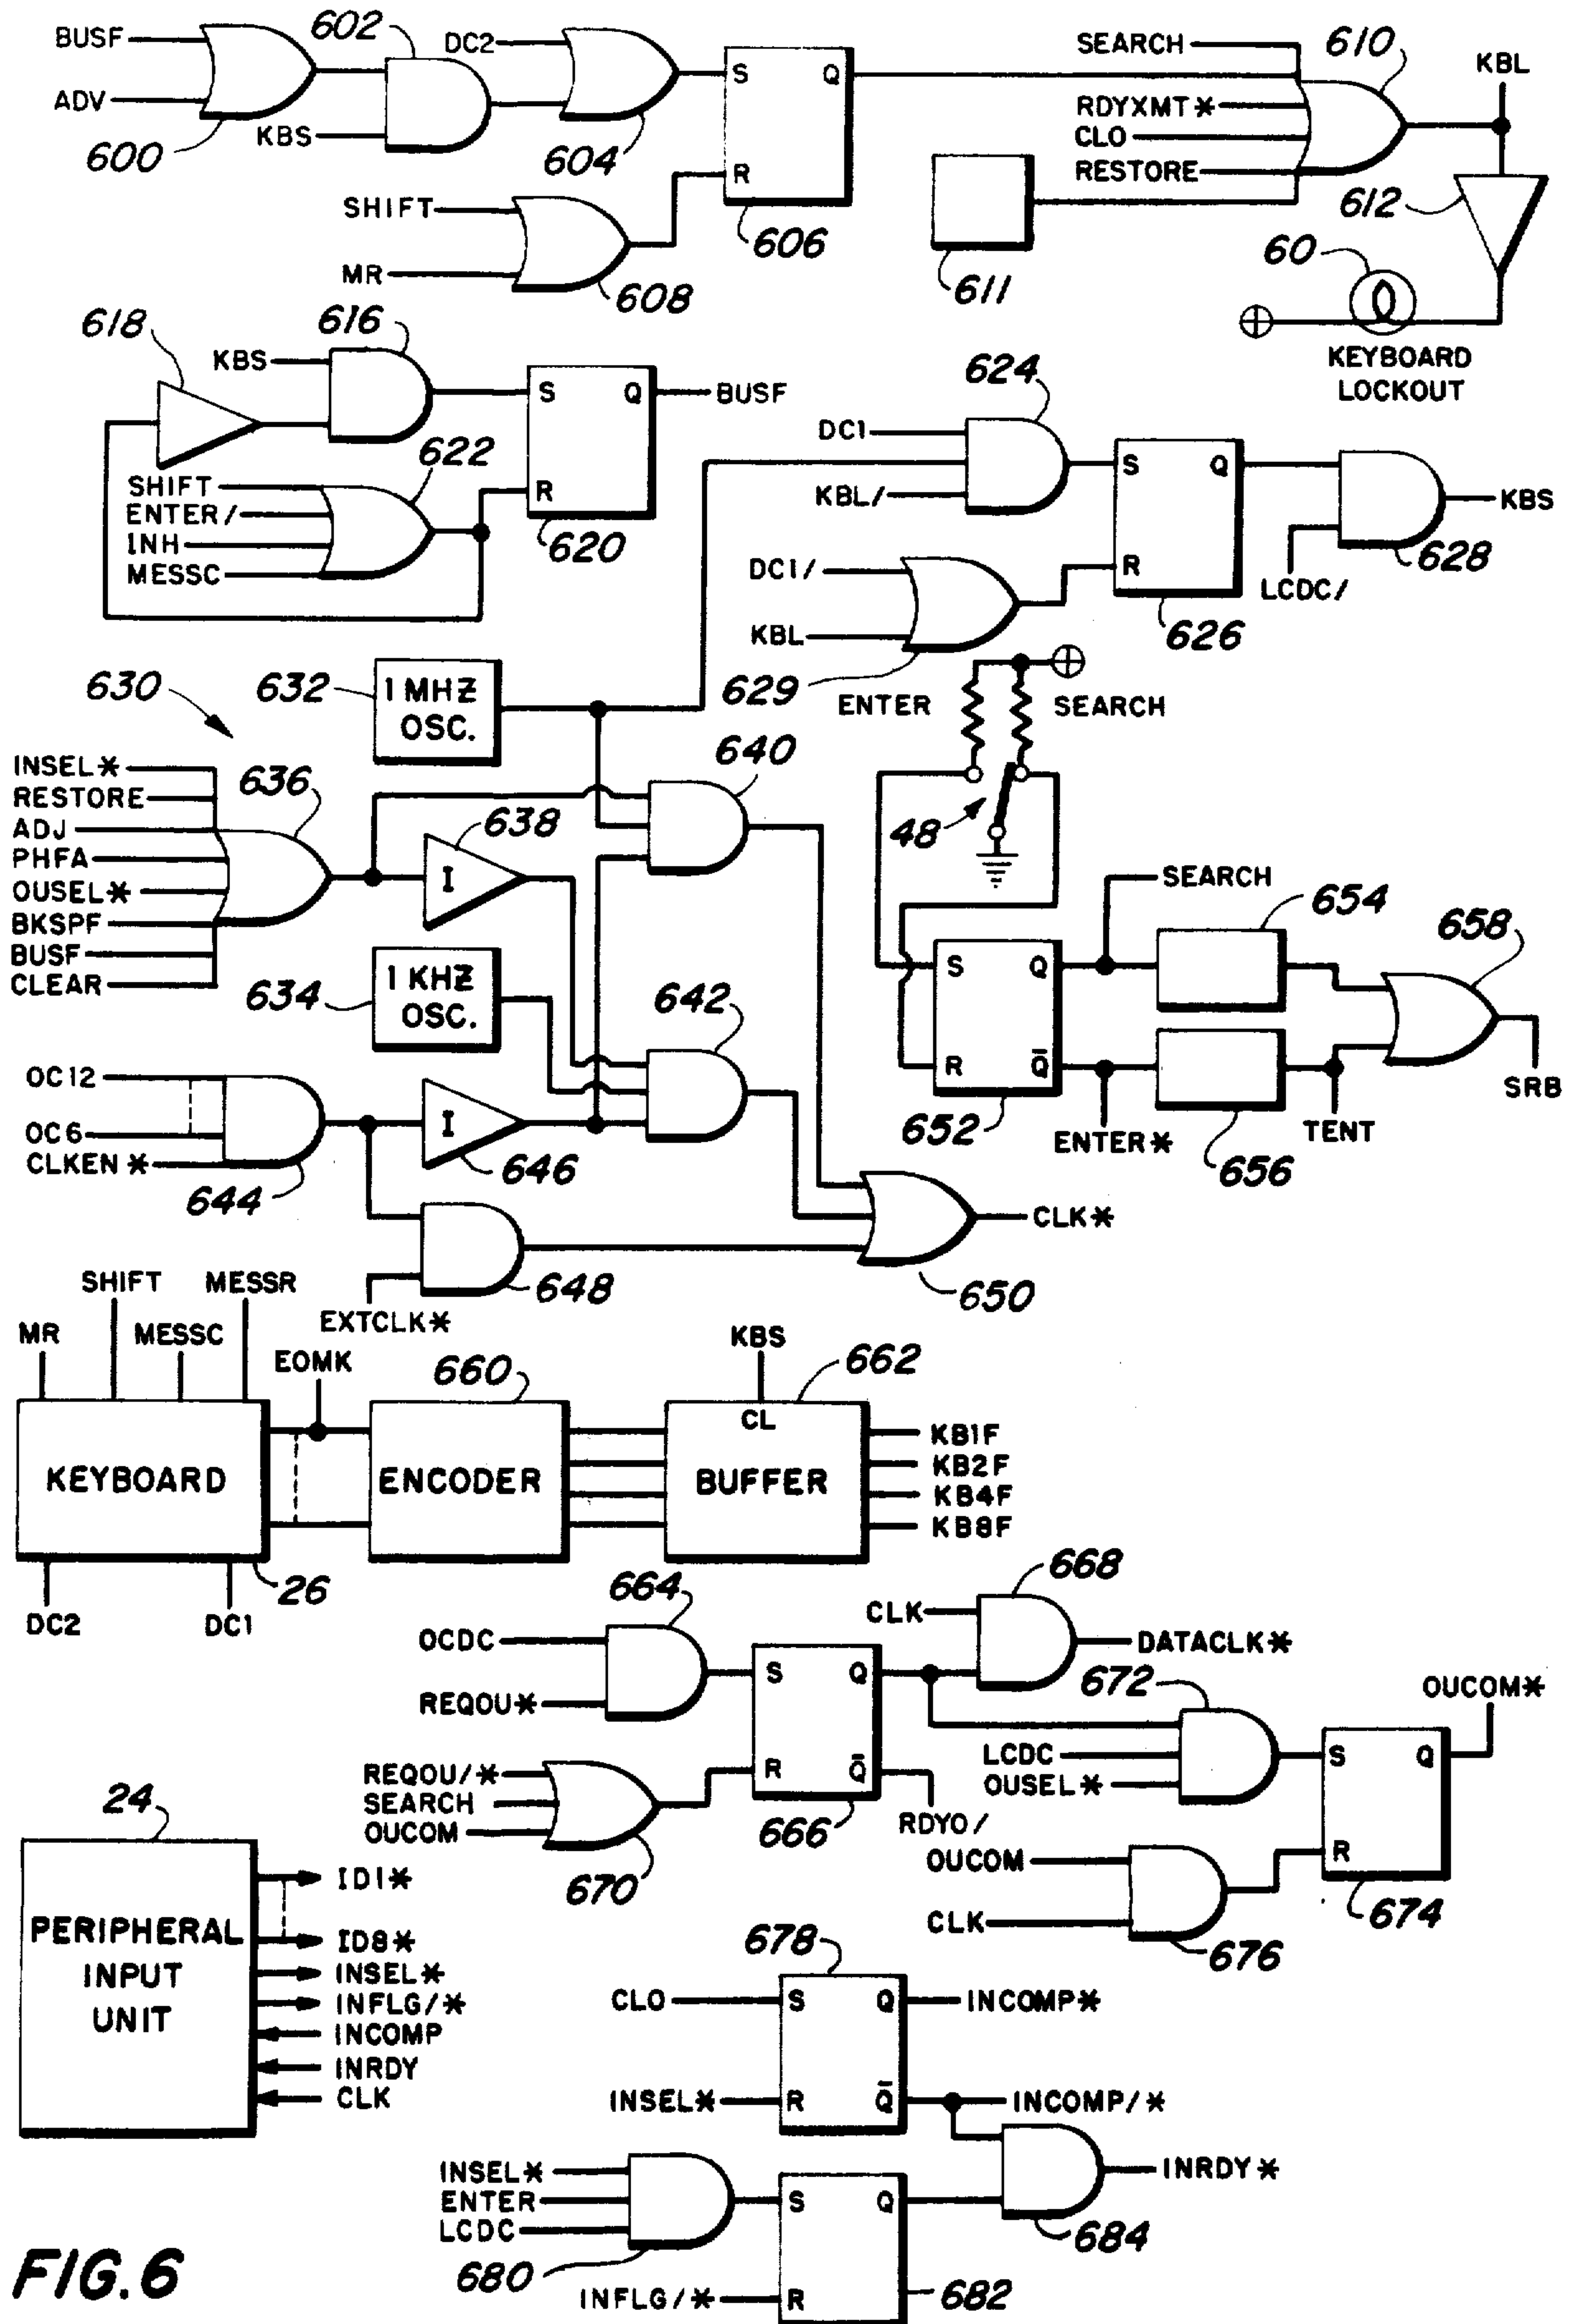 BUSF
602
DC2
SEARCH
610
KBL
S
Q
ADV
RDYXMT*
KBS
CLO
600
604
R
RESTORE
612
SHIFT
606
60
MR
608
611
618
616
KEYBOARD
LOCKOUT
KBS
624
S
Q
BUSF
DC1
622
S
Q
SHIFT
R
KBL/
KBS
ENTER/
INH
620
MESSC
DC1/
R
LCDC/
628
KBL
626
630
632
1 MHZ
OSC.
629
ENTER
SEARCH
640
INSEL*
636
RESTORE
638
48
ADJ
PHFA
I
OUSEL*
SEARCH
654
BKSPF
658
BUSF
1 KHZ
OSC.
S
Q
CLEAR
634
642
OC12
R
Q
SRB
OC6
I
652
ENTER*
TENT
CLKEN*
646
656
644
CLK*
648
650
SHIFT
MESSR
EXTCLK*
MR
MESSC
KBS
EOMK
660
662
CL
KB1F
KEYBOARD
ENCODER
BUFFER
KB2F
KB4F
KB8F
26
668
DC2
DC1
664
CLK
OCDC
DATACLK*
S
Q
672
OUCOM*
REQOU*
LCDC
S
Q
REQOU/*
R
Q
OUSEL*
SEARCH
24
OUCOM
666
RDYO/
R
OUCOM
ID1*
670
674
PERIPHERAL
INPUT
UNIT
CLK
ID8*
678
676
INSEL*
INFLG/*
CLO
S
Q
INCOMP*
INCOMP
INRDY
CLK
INSEL*
R
Q
INCOMP/*
INSEL*
INRDY*
ENTER
S
Q
LCDC
684
FIG.6
680
INFLG/*
R
682